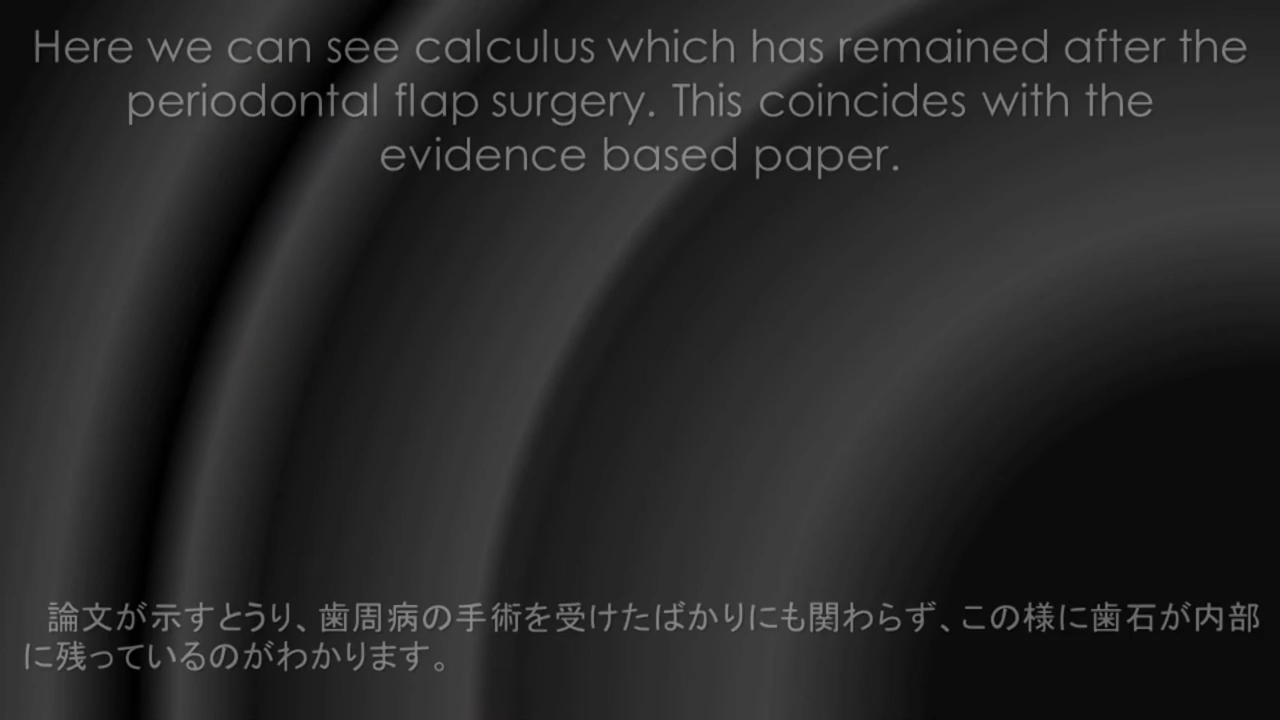 Here we can see calculus which has remained after the
periodontal flap surgery. This coincides with the
evidence based paper.
論文が示すとうり、歯周病の手術を受けたばかりにも関わらず、この様に歯石が内部
に残っているのがわかります。